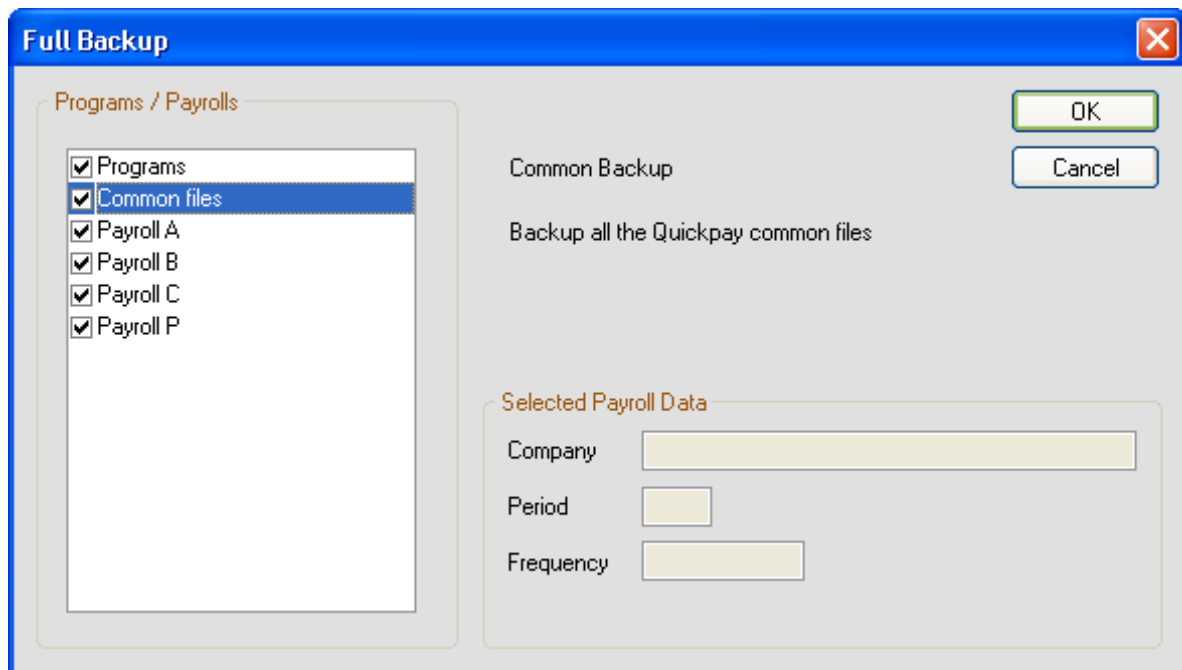 Full Backup
Programs / Payrolls
Programs
Common files
Payroll A
Payroll B
Payroll C
Payroll P
Common Backup
Backup all the Quickpay common files
OK
Cancel
Selected Payroll Data
Company
Period
Frequency